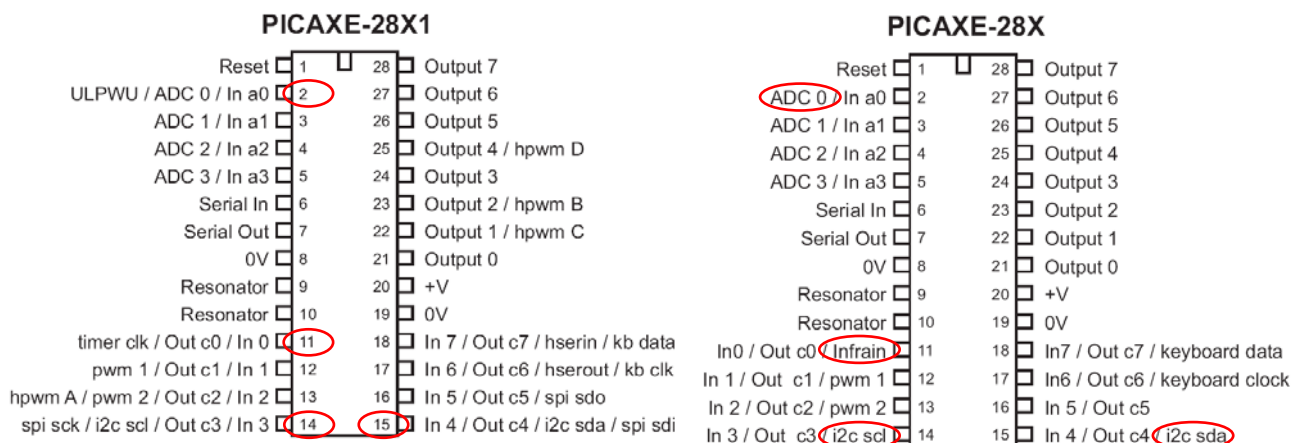 PICAXE-28X1
Reset 1 28 Output 7
ULPWU / ADC 0 / In a0 2 27 Output 6
ADC 1 / In a1 3 26 Output 5
ADC 2 / In a2 4 25 Output 4 / hpwm D
ADC 3 / In a3 5 24 Output 3
Serial In 6 23 Output 2 / hpwm B
Serial Out 7 22 Output 1 / hpwm C
0V 8 21 Output 0
Resonator 9 20 +V
Resonator 10 19 0V
timer clk / Out c0 / In 0 11 18 In 7 / Out c7 / hserin / kb data
pwm 1 / Out c1 / In 1 12 17 In 6 / Out c6 / hserout / kb clk
hpwm A / pwm 2 / Out c2 / In 2 13 16 In 5 / Out c5 / spi sdo
spi sck / i2c scl / Out c3 / In 3 14 15 In 4 / Out c4 / i2c sda / spi sdi
PICAXE-28X
Reset 1 28 Output 7
ADC 0 / In a0 2 27 Output 6
ADC 1 / In a1 3 26 Output 5
ADC 2 / In a2 4 25 Output 4
ADC 3 / In a3 5 24 Output 3
Serial In 6 23 Output 2
Serial Out 7 22 Output 1
0V 8 21 Output 0
Resonator 9 20 +V
Resonator 10 19 0V
In0 / Out c0 / Infrain 11 18 In7 / Out c7 / keyboard data
In 1 / Out c1 / pwm 1 12 17 In6 / Out c6 / keyboard clock
In 2 / Out c2 / pwm 2 13 16 In 5 / Out c5
In 3 / Out c3 / i2c scl 14 15 In 4 / Out c4 / i2c sda